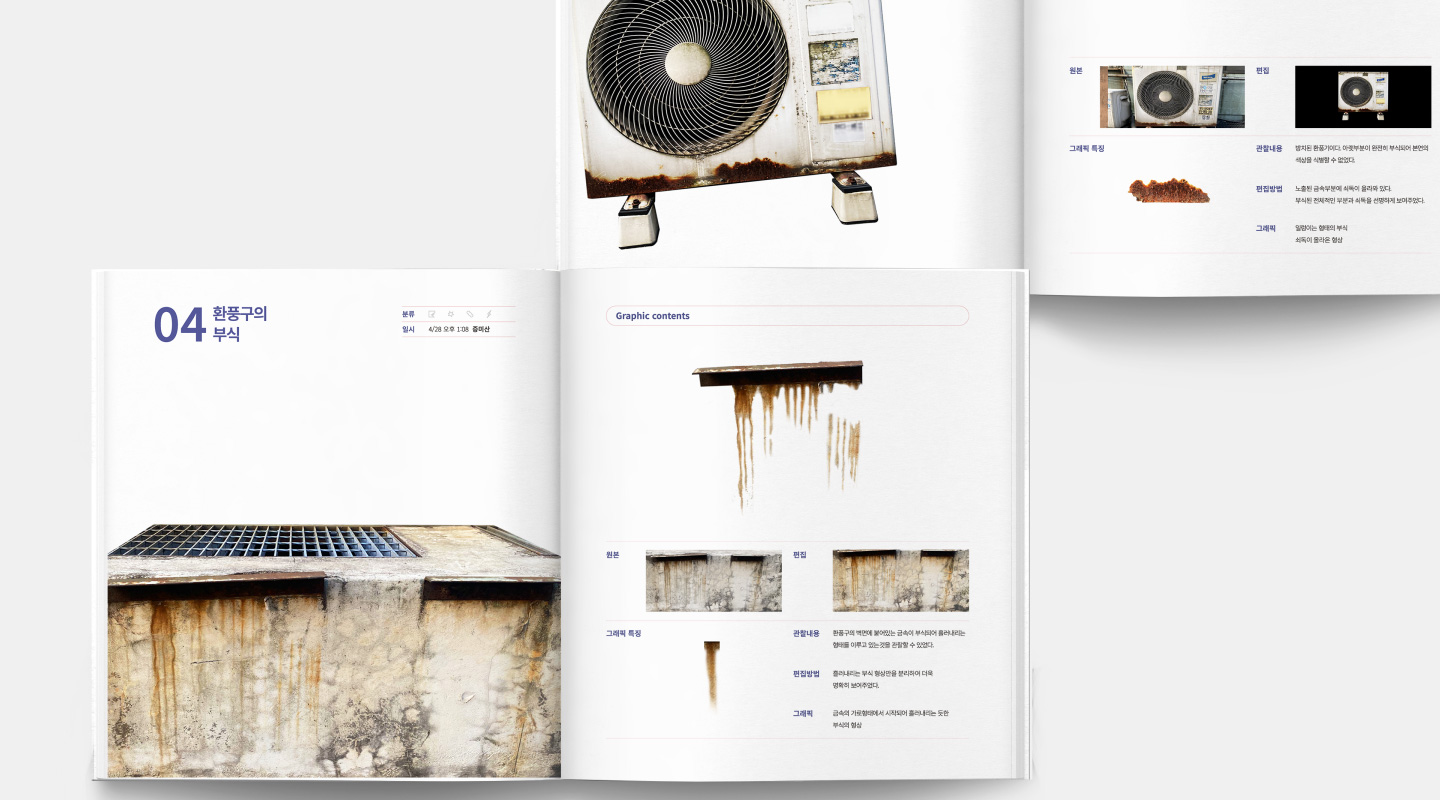 원본
편집
그래픽 특징
관찰내용
방치된 환풍기이다. 아랫부분이 완전히 부식되어 본연의
색상을 식별할 수 없었다.
편집방법
노출된 금속부분에 쇠독이 올라와 있다.
부식된 전체적인 부분과 쇠독을 선명하게 보여주었다.
그래픽
일렁이는 형태의 부식
쇠독이 올라온 형상
04 환풍구의
부식
분류
일시 4/28 오후 1:08 증미산
Graphic contents
원본
편집
그래픽 특징
관찰내용
환풍구의 벽면에 붙어있는 금속이 부식되어 흘러내리는
형태를 이루고 있는것을 관찰할 수 있었다.
편집방법
흘러내리는 부식 형상만을 분리하여 더욱
명확히 보여주었다.
그래픽
금속의 가로형태에서 시작되어 흘러내리는 듯한
부식의 형상